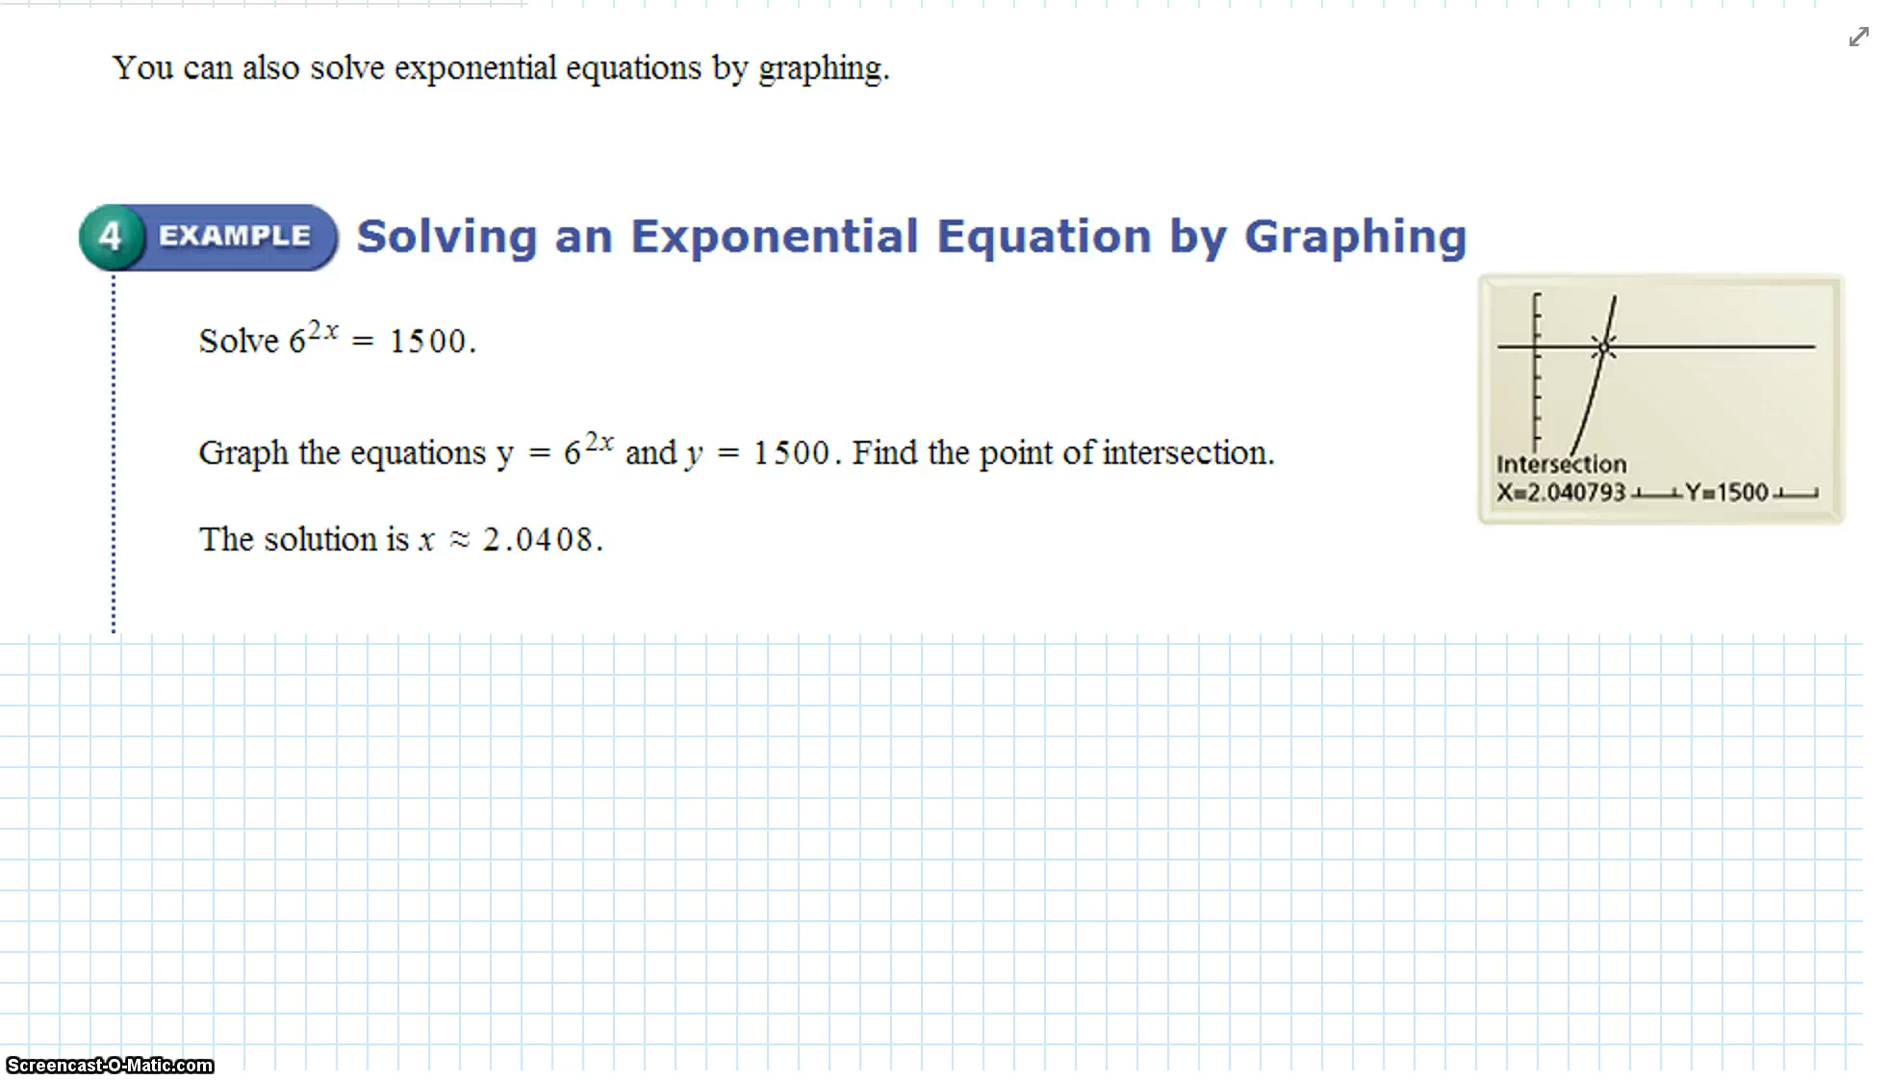 You can also solve exponential equations by graphing.
4 EXAMPLE Solving an Exponential Equation by Graphing
Solve 6^{2x} = 1500.
Graph the equations y = 6^{2x} and y = 1500. Find the point of intersection.
The solution is x ≈ 2.0408.
Intersection
X=2.040793 Y=1500
Screencast-O-Matic.com